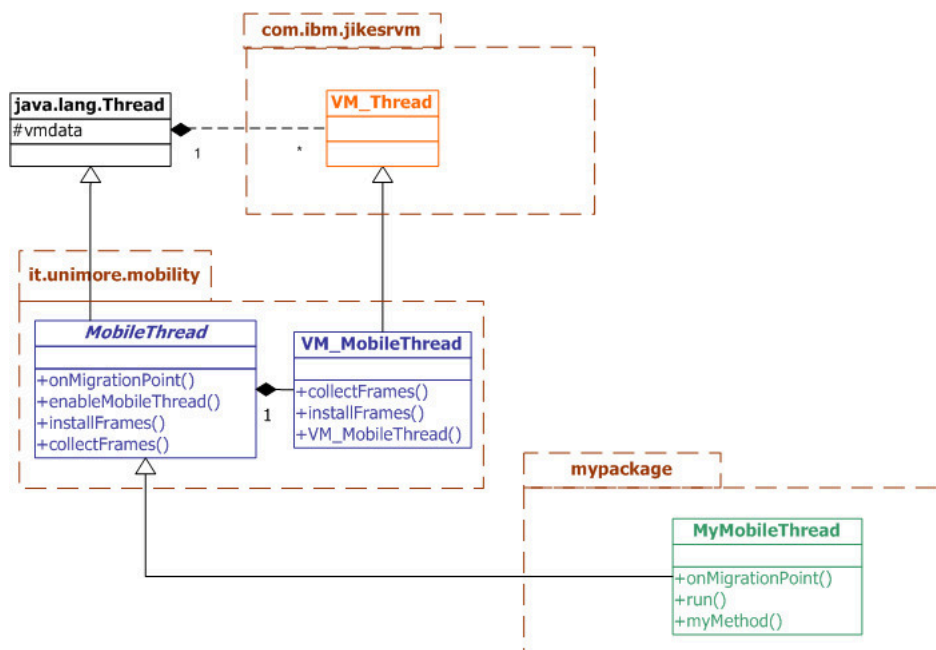 com.ibm.jikesrvm
java.lang.Thread
#vmdata
1
*
VM_Thread
it.unimore.mobility
MobileThread
+onMigrationPoint()
+enableMobileThread()
+installFrames()
+collectFrames()
1
VM_MobileThread
+collectFrames()
+installFrames()
+VM_MobileThread()
mypackage
MyMobileThread
+onMigrationPoint()
+run()
+myMethod()